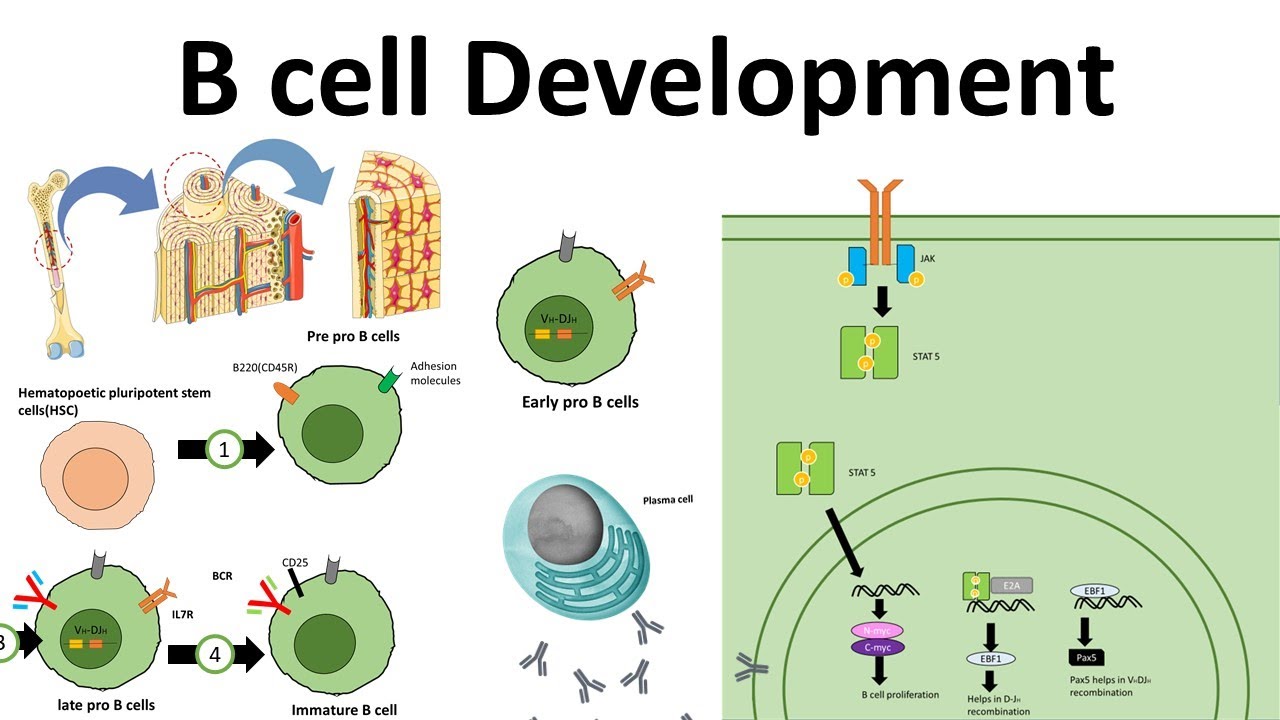 B cell Development
Pre pro B cells
B220(CD45R)
Adhesion
molecules
Hematopoetic pluripotent stem
cells(HSC)
1
VH-DJH
Early pro B cells
Plasma cell
3
VH-DJH
IL7R
late pro B cells
4
BCR
CD25
Immature B cell
JAK
p
p
p
p
STAT 5
p
p
STAT 5
N-myc
C-myc
B cell proliferation
p
p
E2A
EBF1
Helps in D-JH
recombination
EBF1
Pax5
Pax5 helps in VHDJH
recombination